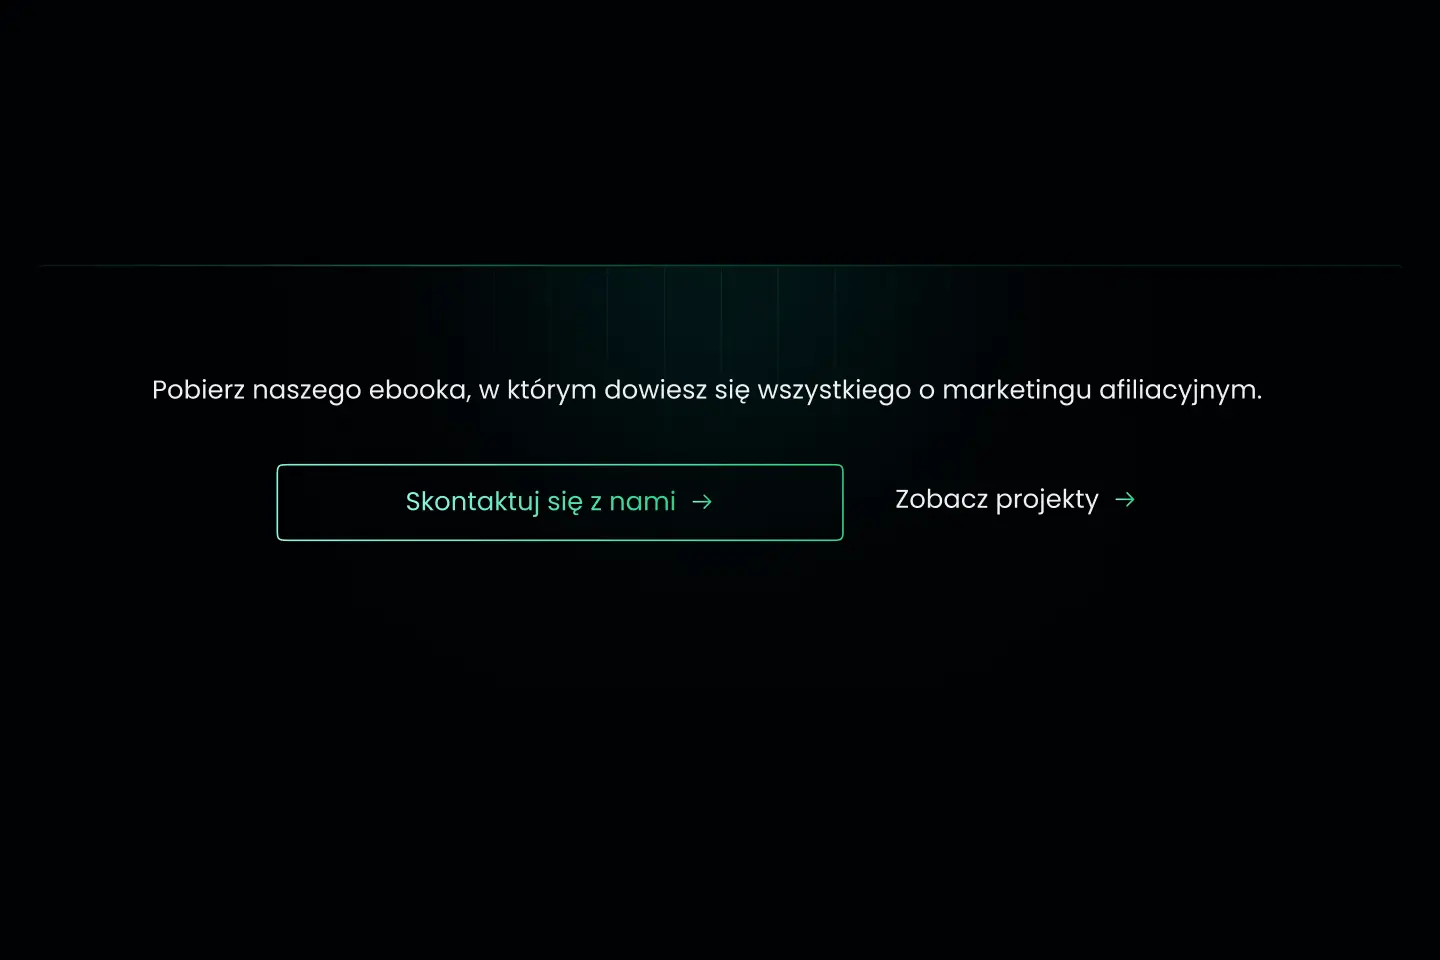 Pobierz naszego ebooka, w którym dowiesz się wszystkiego o marketingu afiliacyjnym.
Skontaktuj się z nami →
Zobacz projekty →